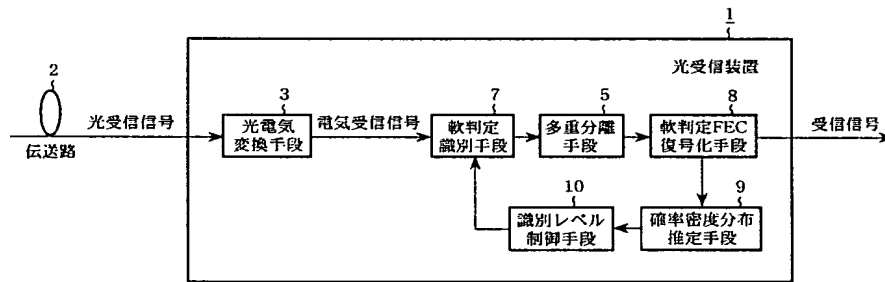 1
光受信装置
2
光受信信号
伝送路
3
光電気
変換手段
電気受信信号
7
軟判定
識別手段
5
多重分離
手段
8
軟判定FEC
復号化手段
受信信号
10
識別レベル
制御手段
9
確率密度分布
推定手段